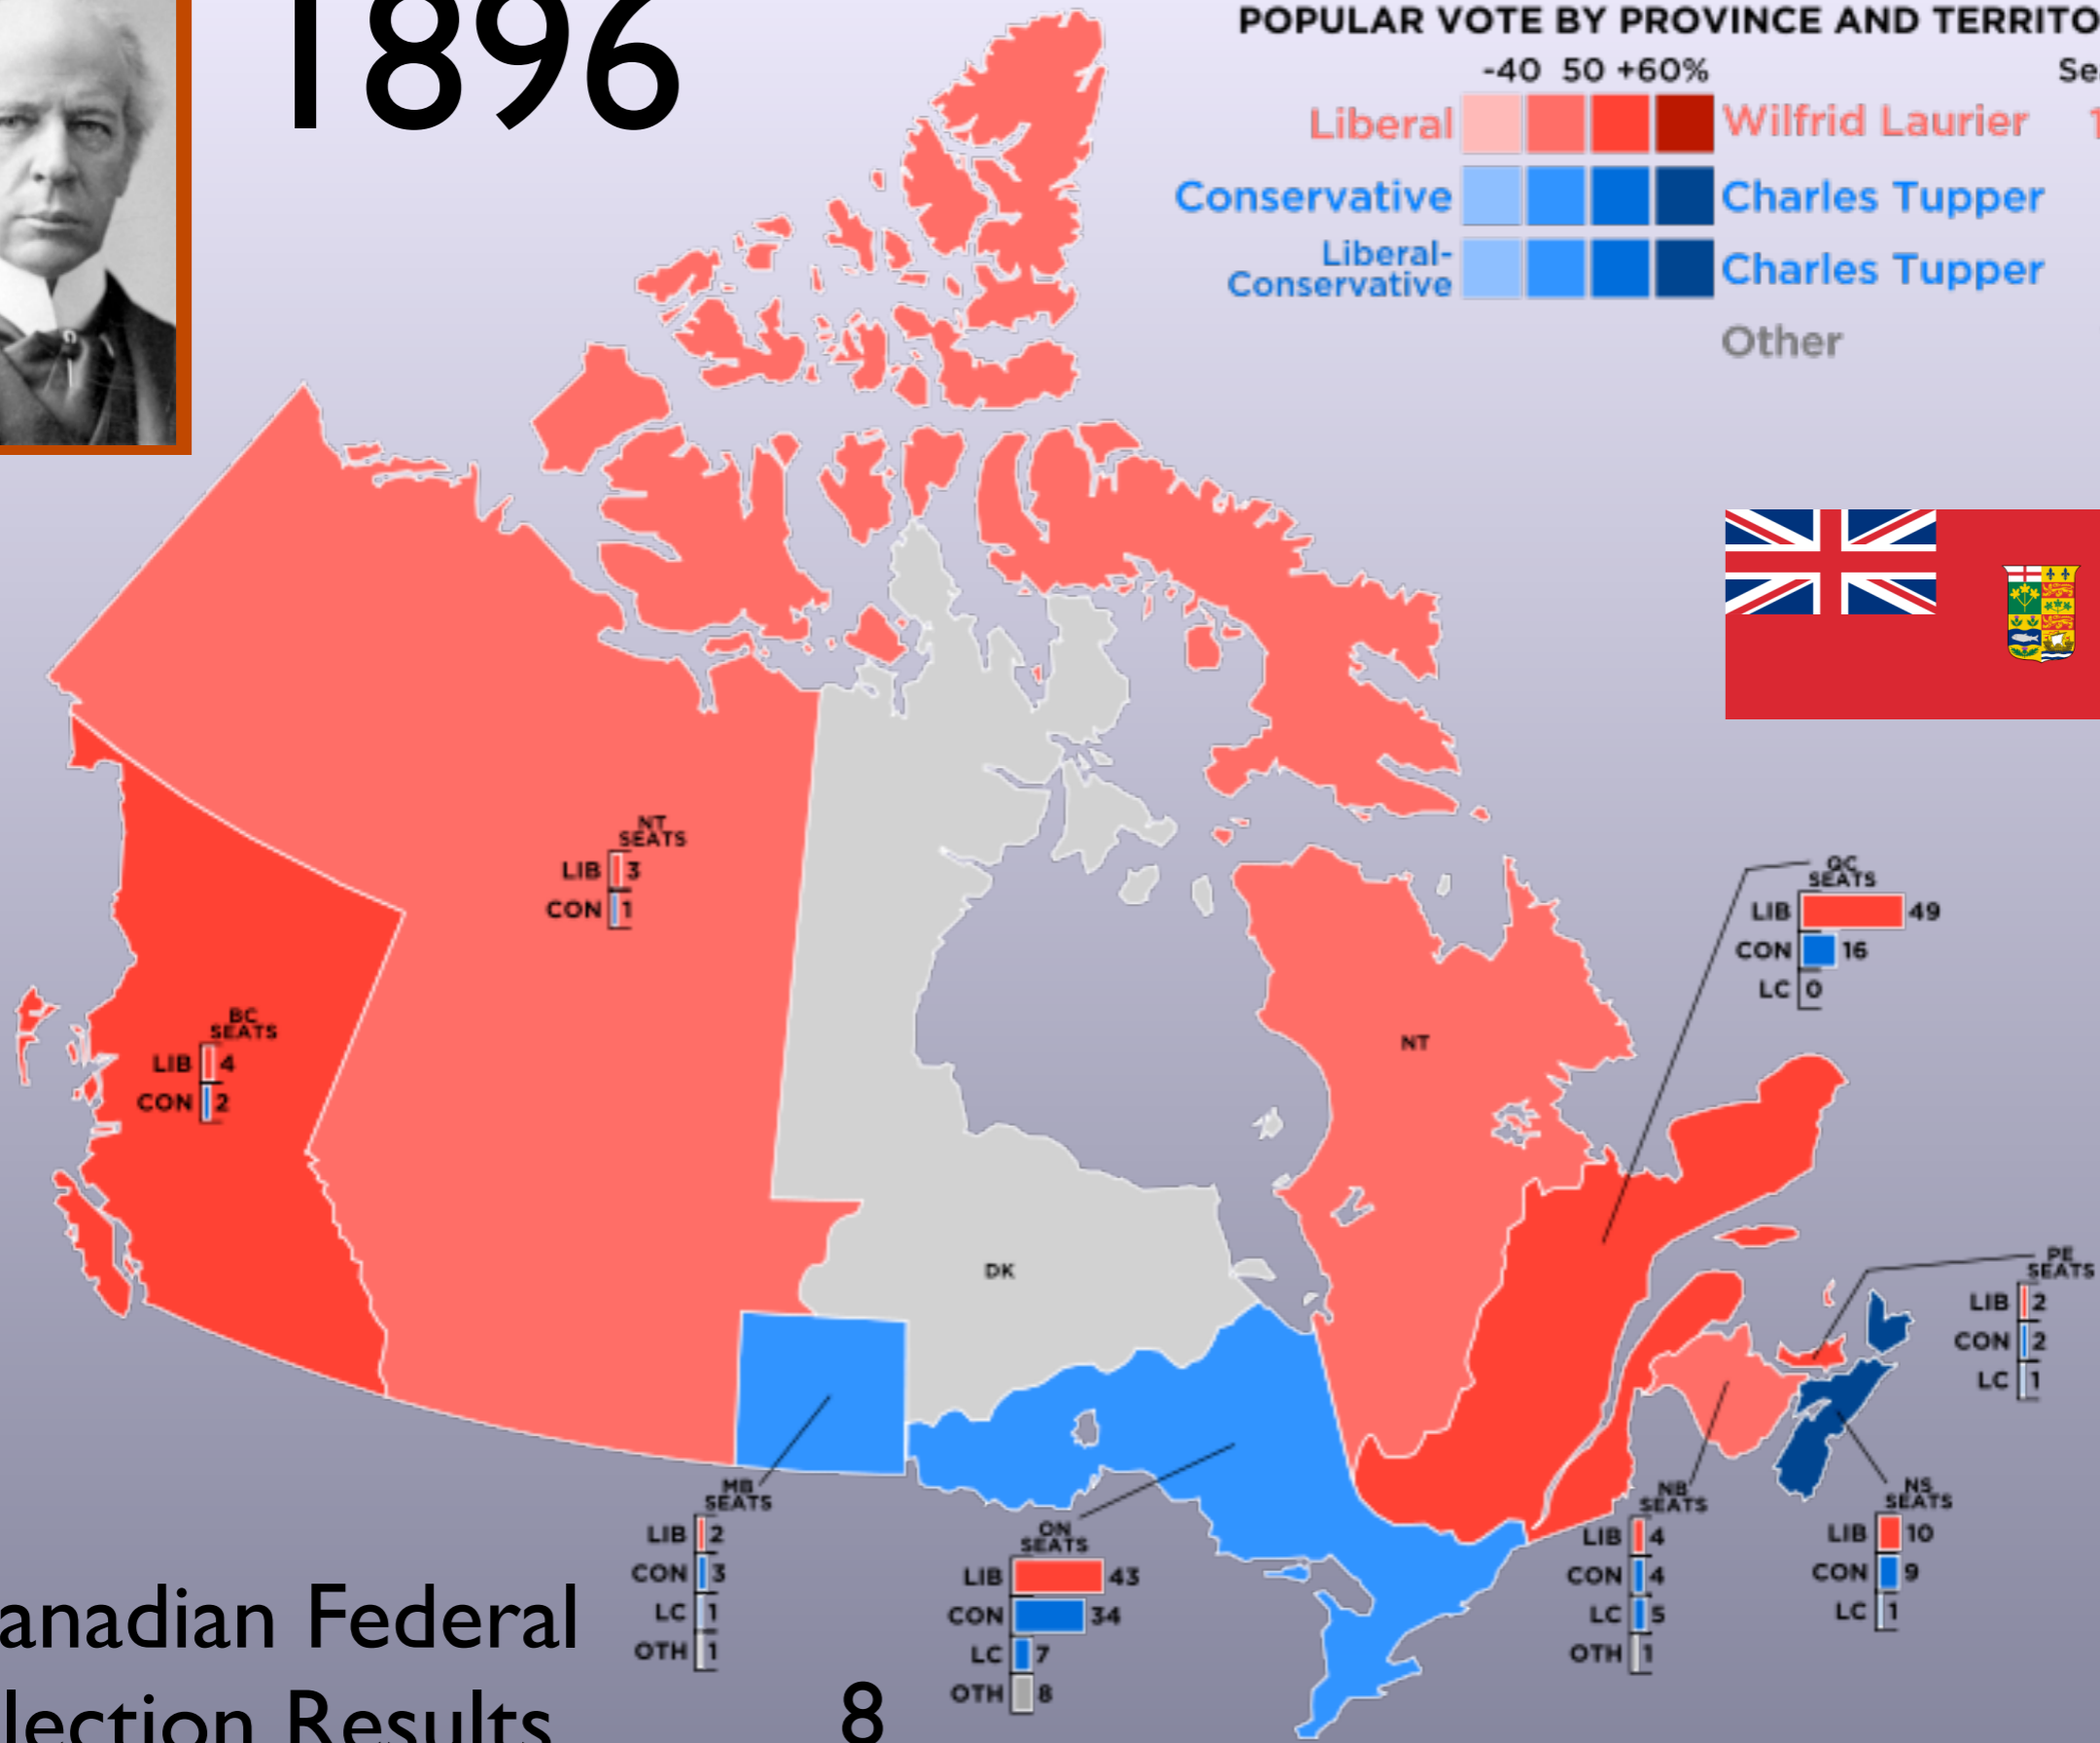 1896
POPULAR VOTE BY PROVINCE AND TERRITO
-40 50 +60%
Se
Liberal
Wilfrid Laurier
1
Conservative
Charles Tupper
Liberal-
Conservative
Charles Tupper
Other
NT
SEATS
LIB 3
CON 1
QC
SEATS
LIB 49
CON 16
LC 0
BC
SEATS
LIB 4
CON 2
NT
DK
PE
SEATS
LIB 2
CON 2
LC 1
MB
SEATS
LIB 2
CON 3
LC 1
OTH 1
ON
SEATS
LIB 43
CON 34
LC 7
OTH 8
NB
SEATS
LIB 4
CON 4
LC 5
OTH 1
NS
SEATS
LIB 10
CON 9
LC 1
anadian Federal
lection Results
8